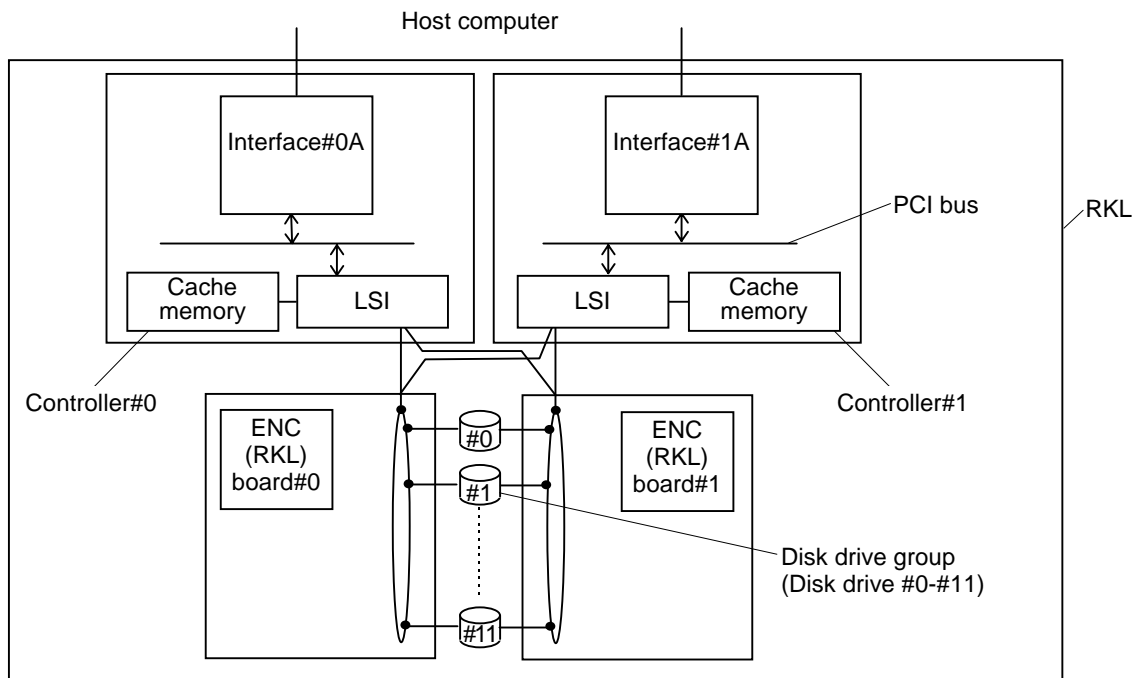 Host computer
Interface#0A
Interface#1A
PCI bus
RKL
Cache
memory
LSI
LSI
Cache
memory
Controller#0
Controller#1
ENC
(RKL)
board#0
#0
#1
#11
ENC
(RKL)
board#1
Disk drive group
(Disk drive #0-#11)